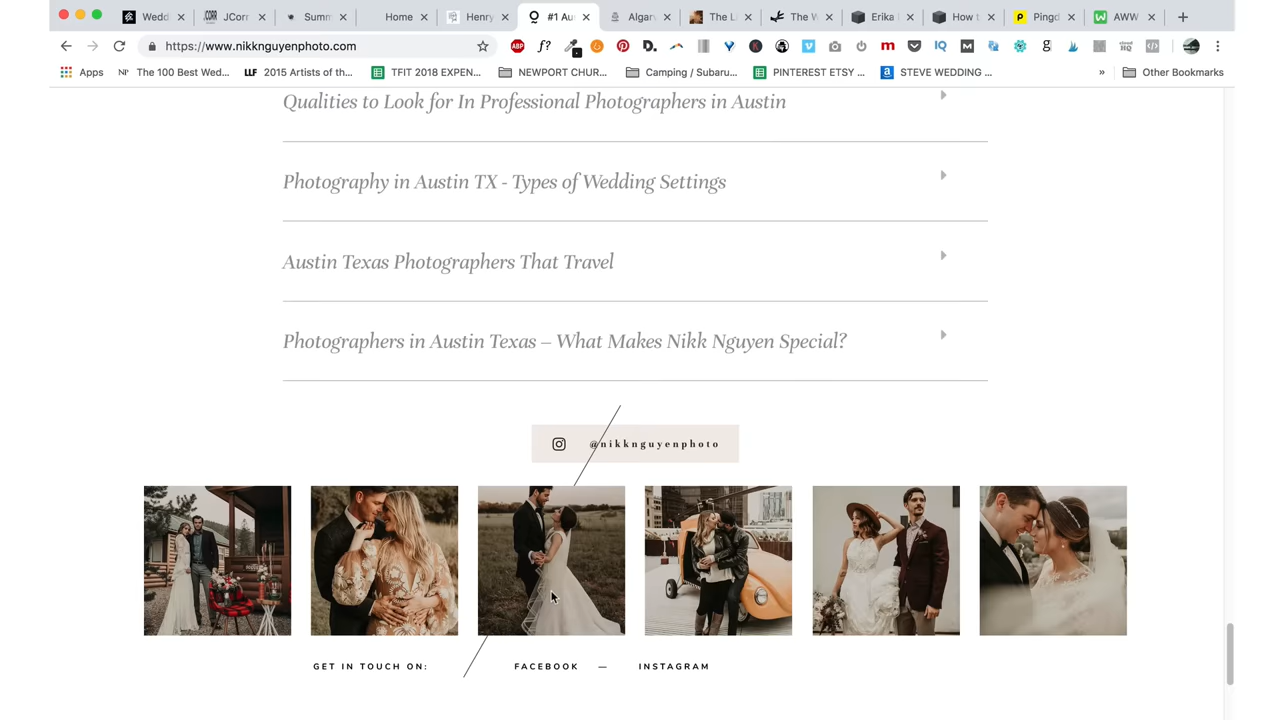 Wedd
JCorr
Summ
Home
Henry
#1 Au
Algar
The L
The W
Erika
How t
Pingd
AWW
https://www.nikknguyenphoto.com
Apps
The 100 Best Wed...
LLF 2015 Artists of th...
TFIT 2018 EXPEN...
NEWPORT CHUR...
Camping / Subaru...
PINTEREST ETSY ...
STEVE WEDDING ...
»
Other Bookmarks
Qualities to Look for In Professional Photographers in Austin
Photography in Austin TX - Types of Wedding Settings
Austin Texas Photographers That Travel
Photographers in Austin Texas – What Makes Nikk Nguyen Special?
@nikknguyenphoto
GET IN TOUCH ON:
FACEBOOK — INSTAGRAM